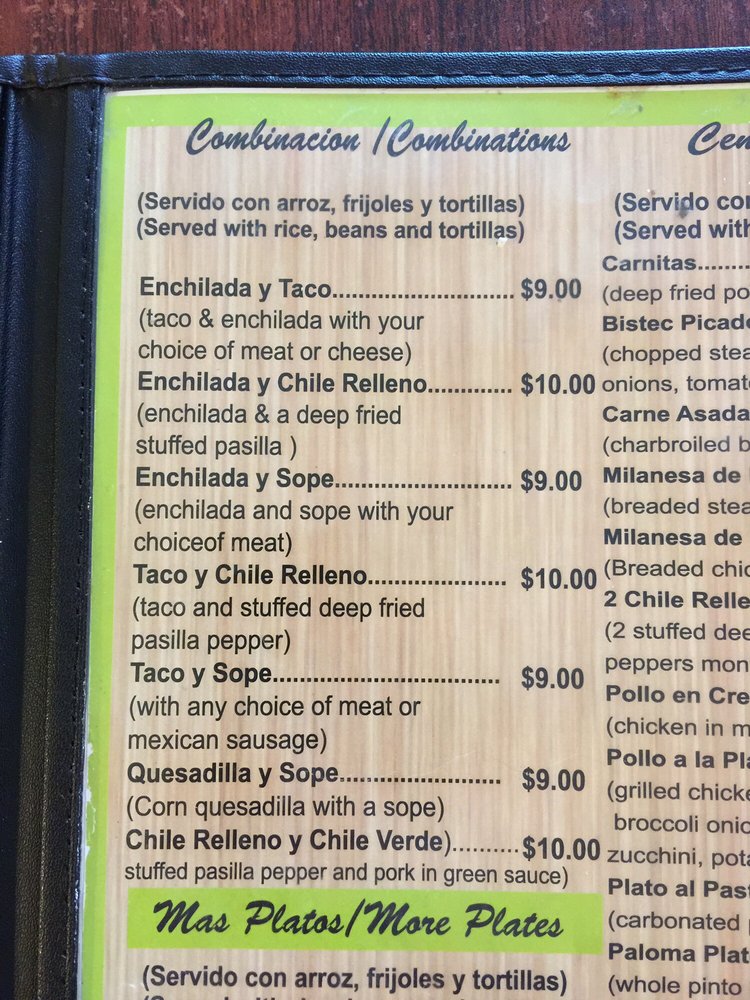 Combinacion /Combinations
(Servido con arroz, frijoles y tortillas)
(Served with rice, beans and tortillas)
Enchilada y Taco.............................. $9.00
(taco & enchilada with your
choice of meat or cheese)
Enchilada y Chile Relleno.............. $10.00
(enchilada & a deep fried
stuffed pasilla )
Enchilada y Sope............................. $9.00
(enchilada and sope with your
choiceof meat)
Taco y Chile Relleno....................... $10.00
(taco and stuffed deep fried
pasilla pepper)
Taco y Sope..................................... $9.00
(with any choice of meat or
mexican sausage)
Quesadilla y Sope.......................... $9.00
(Corn quesadilla with a sope)
Chile Relleno y Chile Verde)..........$10.00
stuffed pasilla pepper and pork in green sauce)
Mas Platos/More Plates
(Servido con arroz, frijoles y tortillas)
(Servido
(Served with
Carnitas........
(deep fried
Bistec
(chopped
onions,
Carne Asada
(charbroiled
Milanesa de
(breaded
Milanesa de
(Breaded
2 Chile
(2 stuffed
peppers
Pollo en
(chicken in
Pollo a la
(grilled
broccoli
zucchini,
Plato al
(carbonated
Paloma
(whole pinto